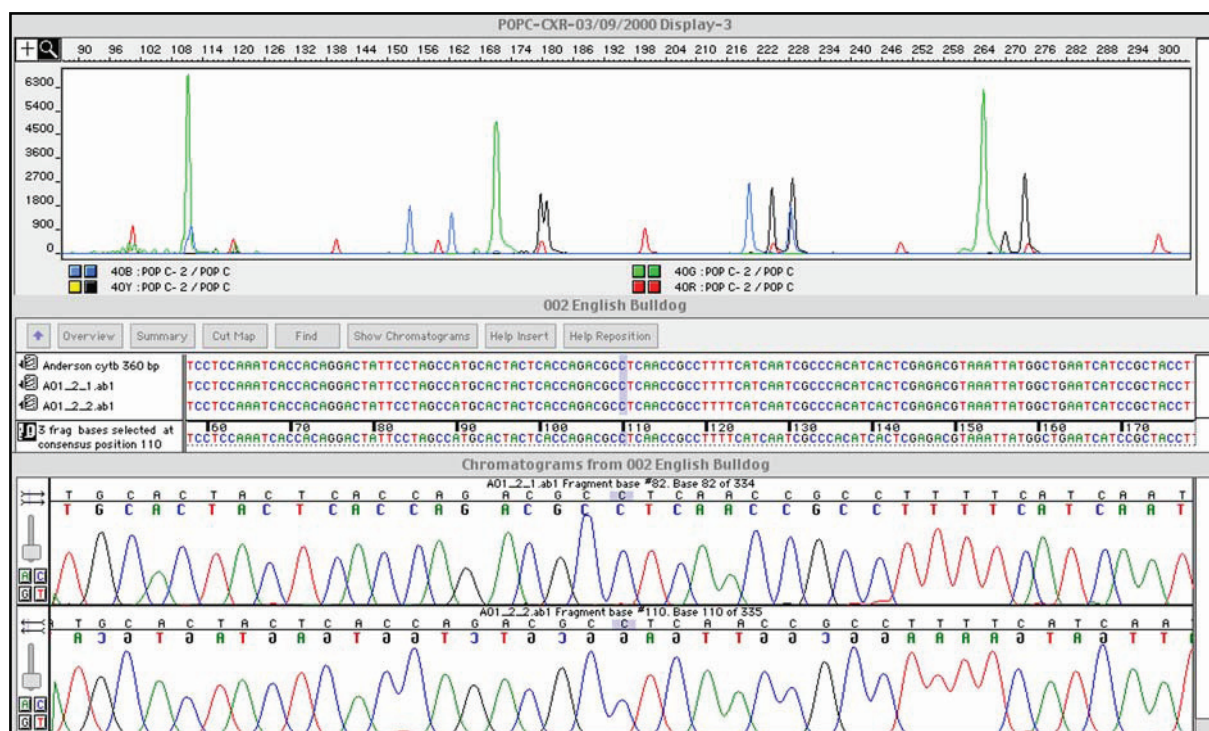 POPC-CXR-03/09/2000 Display-3
90 96 102 108 114 120 126 132 138 144 150 156 162 168 174 180 186 192 198 204 210 216 222 228 234 240 246 252 258 264 270 276 282 288 294 300
6300
5400
4500
3600
2700
1800
900
0
40B : POP C- 2 / POP C 40G : POP C- 2 / POP C
40Y : POP C- 2 / POP C 40R : POP C- 2 / POP C
002 English Bulldog
Overview Summary Cut Map Find Show Chromatograms Help Insert Help Reposition
Anderson cytb 360 bp TCCTCCAAATCACCACAGGACTATTCCTAGCCATGCACTACTCACCAGACGCCTCAACCGCCTTTTCATCAATCGCCCACATCACTCGAGACGTAAATTATGGCTGAATCATCCGCTACCT
A01_2_1.ab1 TCCTCCAAATCACCACAGGACTATTCCTAGCCATGCACTACTCACCAGACGCCTCAACCGCCTTTTCATCAATCGCCCACATCACTCGAGACGTAAATTATGGCTGAATCATCCGCTACCT
A01_2_2.ab1 TCCTCCAAATCACCACAGGACTATTCCTAGCCATGCACTACTCACCAGACGCCTCAACCGCCTTTTCATCAATCGCCCACATCACTCGAGACGTAAATTATGGCTGAATCATCCGCTACCT
60 70 80 90 100 110 120 130 140 150 160 170
3 frag bases selected at
consensus position 110
TCCTCCAAATCACCACAGGACTATTCCTAGCCATGCACTACTCACCAGACGCCTCAACCGCCTTTTCATCAATCGCCCACATCACTCGAGACGTAAATTATGGCTGAATCATCCGCTACCT
Chromatograms from 002 English Bulldog
A01_2_1.ab1 Fragment base #82. Base 82 of 334
T G C A C T A C T C A C C A G A C G C C T C A A C C G C C T T T T C A T C A A T
T G C A C T A C T C A C C A G A C G C C T C A A C C G C C T T T T C A T C A A T
A C
G T
A01_2_2.ab1 Fragment base #110. Base 110 of 335
A T G C A C T A C T C A C C A G A C G C C T C A A C C G C C T T T T C A T C A A
A C G T G A T G A G T G G T C T G C G G A G T T G G C G G A A A A G T A G T T
A C
G T